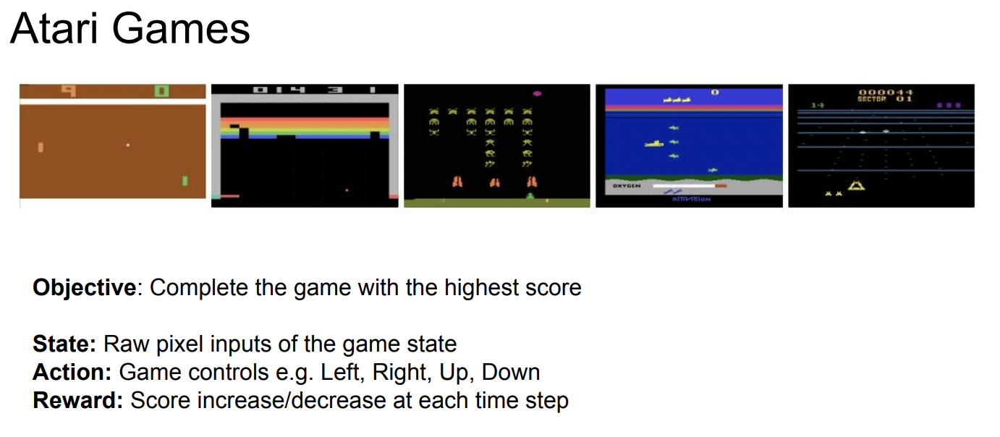 Atari Games
9 0
014 3 1
0
OXYGEN
ACTIVISION
000044
SECTOR 01
14
Objective: Complete the game with the highest score
State: Raw pixel inputs of the game state
Action: Game controls e.g. Left, Right, Up, Down
Reward: Score increase/decrease at each time step